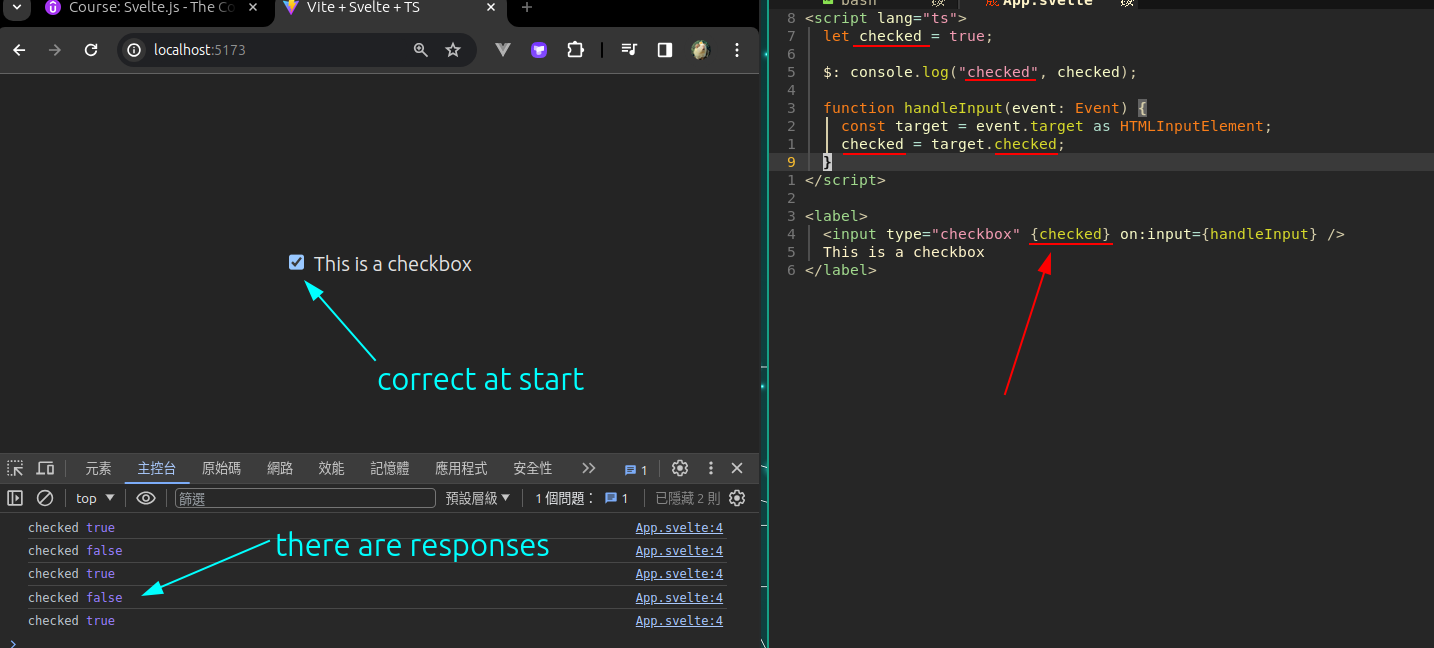 Course: Svelte.js - The Co
Vite + Svelte + TS
localhost:5173
This is a checkbox
correct at start
元素 主控台 原始碼 網路 效能 記憶體 應用程式 安全性 1
top 篩選 預設層級 1 個問題： 1 已隱藏 2 則
checked true App.svelte:4
there are responses
checked false App.svelte:4
checked true App.svelte:4
checked false App.svelte:4
checked true App.svelte:4
bash App.svelte
8 <script lang="ts">
7 let checked = true;
6
5 $: console.log("checked", checked);
4
3 function handleInput(event: Event) {
2 const target = event.target as HTMLInputElement;
1 checked = target.checked;
9 }
1 </script>
2
3 <label>
4 <input type="checkbox" {checked} on:input={handleInput} />
5 This is a checkbox
6 </label>